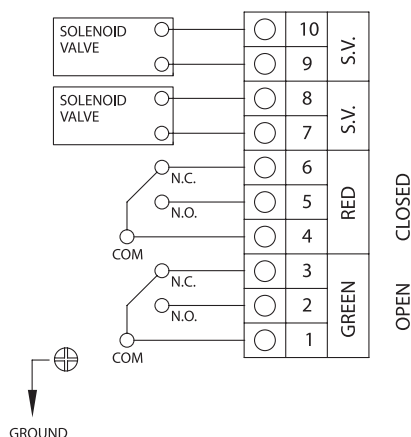 SOLENOID
VALVE
10
9
S.V.
SOLENOID
VALVE
8
7
S.V.
N.C.
N.O.
COM
6
5
4
RED
CLOSED
N.C.
N.O.
COM
3
2
1
GREEN
OPEN
GROUND